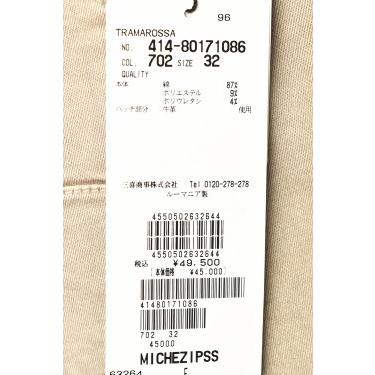 96
TRAMAROSSA
NO. 414-80171086
COL. 702 SIZE 32
QUALITY
本体 綿 87%
ポリエステル 9%
ポリウレタン 4%
パッチ部分 牛革 使用
三喜商事株式会社 Tel 0120-278-278
ルーマニア製
4550502632644
4550502632644
税込 ¥49,500
(本体価格 ¥45,000)
41480171086
702 32
45000
MICHEZIPSS
63264 F